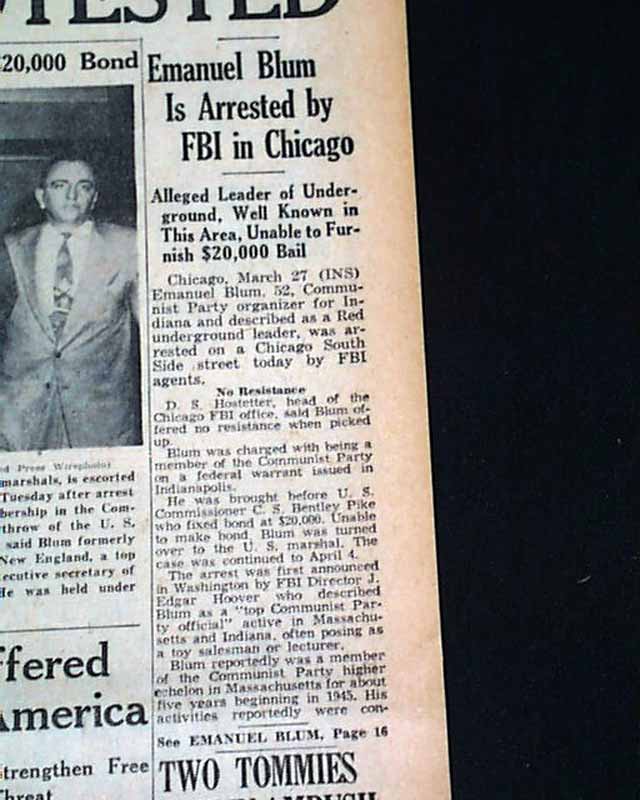 TESTED
$20,000 Bond
Emanuel Blum
Is Arrested by
FBI in Chicago
Alleged Leader of Under-
ground, Well Known in
This Area, Unable to Fur-
nish $20,000 Bail
Chicago, March 27 (INS)
Emanuel Blum, 52, Commu-
nist Party organizer for In-
diana and described as a Red
underground leader, was ar-
rested on a Chicago South
Side street today by FBI
agents.
No Resistance
D. S. Hostetter, head of the
Chicago FBI office, said Blum of-
fered no resistance when picked
up.
Blum was charged with being a
member of the Communist Party
on a federal warrant issued in
Indianapolis.
He was brought before U. S.
Commissioner C. S. Bentley Pike
who fixed bond at $20,000. Unable
to make bond, Blum was turned
over to the U. S. marshal. The
case was continued to April 4.
The arrest was first announced
in Washington by FBI Director J.
Edgar Hoover who described
Blum as a "top Communist Par-
ty official" active in Massachu-
setts and Indiana, often posing as
a toy salesman or lecturer.
Blum reportedly was a member
of the Communist Party higher
echelon in Massachusetts for about
five years beginning in 1945. His
activities reportedly were con-
See EMANUEL BLUM, Page 16
TWO TOMMIES
d Press Wirephoto)
marshals, is escorted
Tuesday after arrest
bership in the Com-
throw of the U. S.
said Blum formerly
New England, a top
ecutive secretary of
He was held under
ffered
America
trengthen Free
Threat